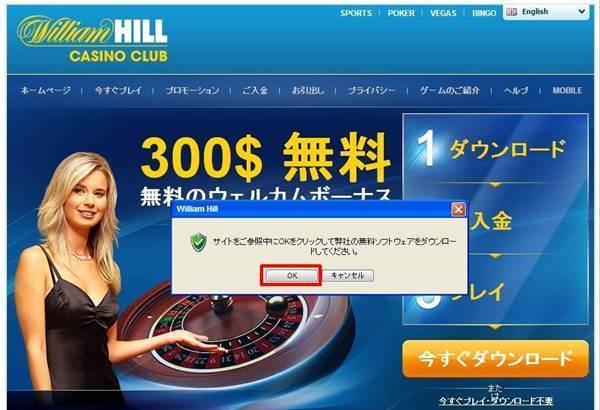 William HILL
CASINO CLUB
SPORTS | POKER | VEGAS | BINGO
English
ホームページ | 今すぐプレイ | プロモーション | ご入金 | お引出し | プライバシー | ゲームのご紹介 | ヘルプ | MOBILE
300$ 無料
無料のウェルカムボーナス
1 ダウンロード
入金
プレイ
William Hill
サイトをご参照中にOKをクリックして弊社の無料ソフトウェアをダウンロー
ドしてください。
OK
キャンセル
今すぐダウンロード
また
は
今すぐプレイ・ダウンロード不要